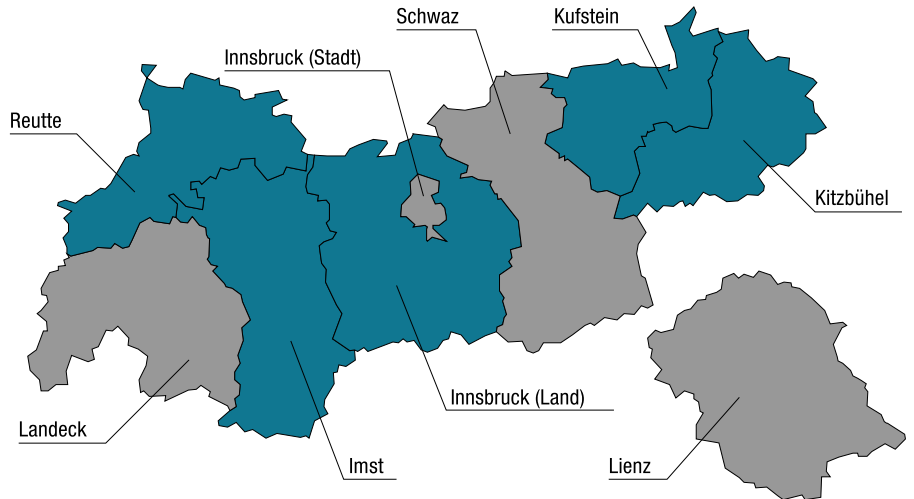 Schwaz
Kufstein
Innsbruck (Stadt)
Reutte
Kitzbühel
Innsbruck (Land)
Landeck
Imst
Lienz